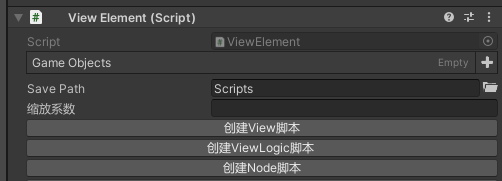 View Element (Script)
Script ViewElement
Game Objects Empty
Save Path Scripts
缩放系数
创建View脚本
创建ViewLogic脚本
创建Node脚本